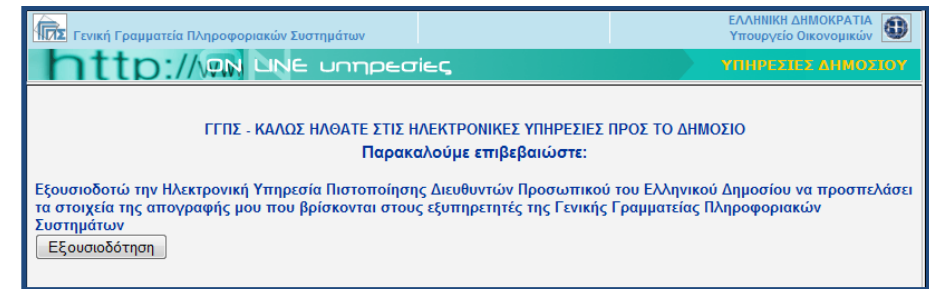 ΓΓΠΣ Γενική Γραμματεία Πληροφοριακών Συστημάτων
ΕΛΛΗΝΙΚΗ ΔΗΜΟΚΡΑΤΙΑ
Υπουργείο Οικονομικών
http://www
ON LINE υπηρεσίες
ΥΠΗΡΕΣΙΕΣ ΔΗΜΟΣΙΟΥ
ΓΓΠΣ - ΚΑΛΩΣ ΗΛΘΑΤΕ ΣΤΙΣ ΗΛΕΚΤΡΟΝΙΚΕΣ ΥΠΗΡΕΣΙΕΣ ΠΡΟΣ ΤΟ ΔΗΜΟΣΙΟ
Παρακαλούμε επιβεβαιώστε:
Εξουσιοδοτώ την Ηλεκτρονική Υπηρεσία Πιστοποίησης Διευθυντών Προσωπικού του Ελληνικού Δημοσίου να προσπελάσει
τα στοιχεία της απογραφής μου που βρίσκονται στους εξυπηρετητές της Γενικής Γραμματείας Πληροφοριακών
Συστημάτων
Εξουσιοδότηση